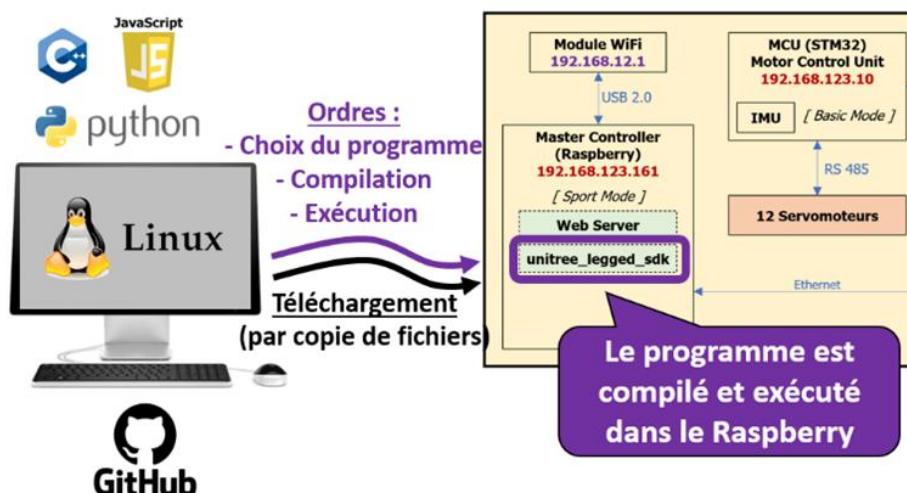 JavaScript
C++
JS
python
Linux
GitHub
Ordres :
- Choix du programme
- Compilation
- Exécution
Téléchargement
(par copie de fichiers)
Module WiFi
192.168.12.1
USB 2.0
Master Controller
(Raspberry)
192.168.123.161
[ Sport Mode ]
Web Server
unitree_legged_sdk
MCU (STM32)
Motor Control Unit
192.168.123.10
IMU
[ Basic Mode ]
RS 485
12 Servomoteurs
Ethernet
Le programme est
compilé et exécuté
dans le Raspberry